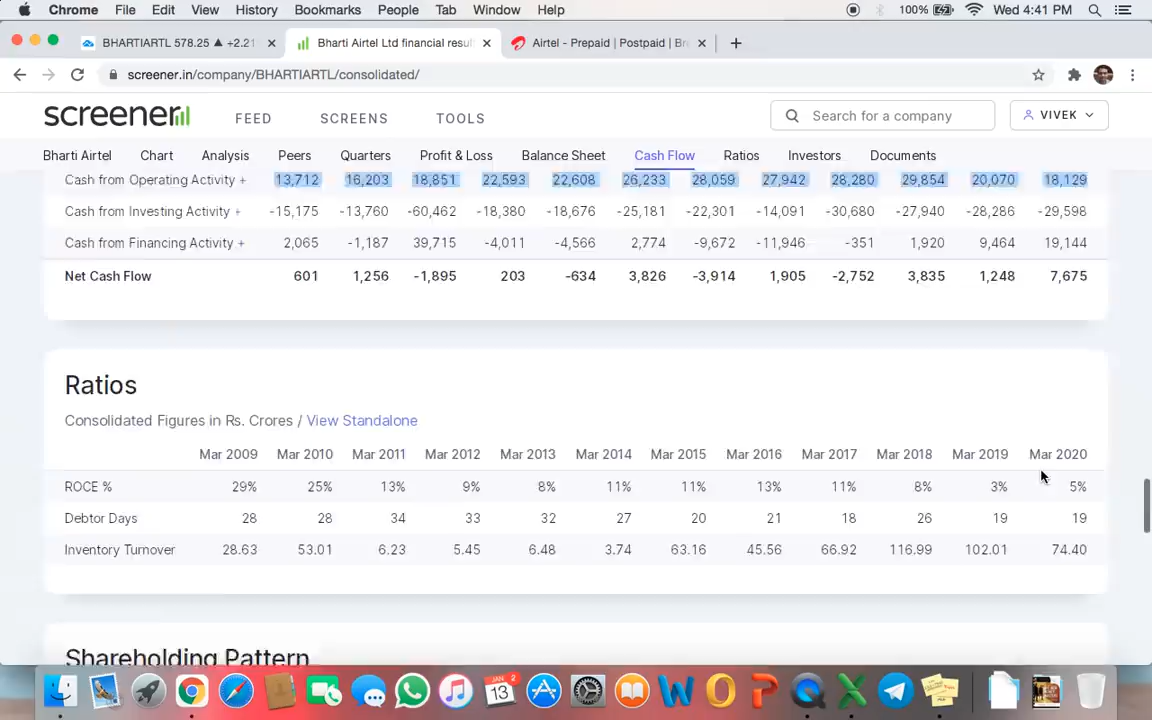 Chrome File Edit View History Bookmarks People Tab Window Help 100% Wed 4:41 PM
BHARTIARTL 578.25 ▲ +2.21 × Bharti Airtel Ltd financial resul × Airtel - Prepaid | Postpaid | Bro × +
screener.in/company/BHARTIARTL/consolidated/
screener FEED SCREENS TOOLS Search for a company VIVEK
Bharti Airtel Chart Analysis Peers Quarters Profit & Loss Balance Sheet Cash Flow Ratios Investors Documents
Cash from Operating Activity + 13,712 16,203 18,851 22,593 22,608 26,233 28,059 27,942 28,280 29,854 20,070 18,129
Cash from Investing Activity + -15,175 -13,760 -60,462 -18,380 -18,676 -25,181 -22,301 -14,091 -30,680 -27,940 -28,286 -29,598
Cash from Financing Activity + 2,065 -1,187 39,715 -4,011 -4,566 2,774 -9,672 -11,946 -351 1,920 9,464 19,144
Net Cash Flow 601 1,256 -1,895 203 -634 3,826 -3,914 1,905 -2,752 3,835 1,248 7,675
Ratios
Consolidated Figures in Rs. Crores / View Standalone
Mar 2009 Mar 2010 Mar 2011 Mar 2012 Mar 2013 Mar 2014 Mar 2015 Mar 2016 Mar 2017 Mar 2018 Mar 2019 Mar 2020
ROCE % 29% 25% 13% 9% 8% 11% 11% 13% 11% 8% 3% 5%
Debtor Days 28 28 34 33 32 27 20 21 18 26 19 19
Inventory Turnover 28.63 53.01 6.23 5.45 6.48 3.74 63.16 45.56 66.92 116.99 102.01 74.40
Shareholding Pattern
JAN 2
13